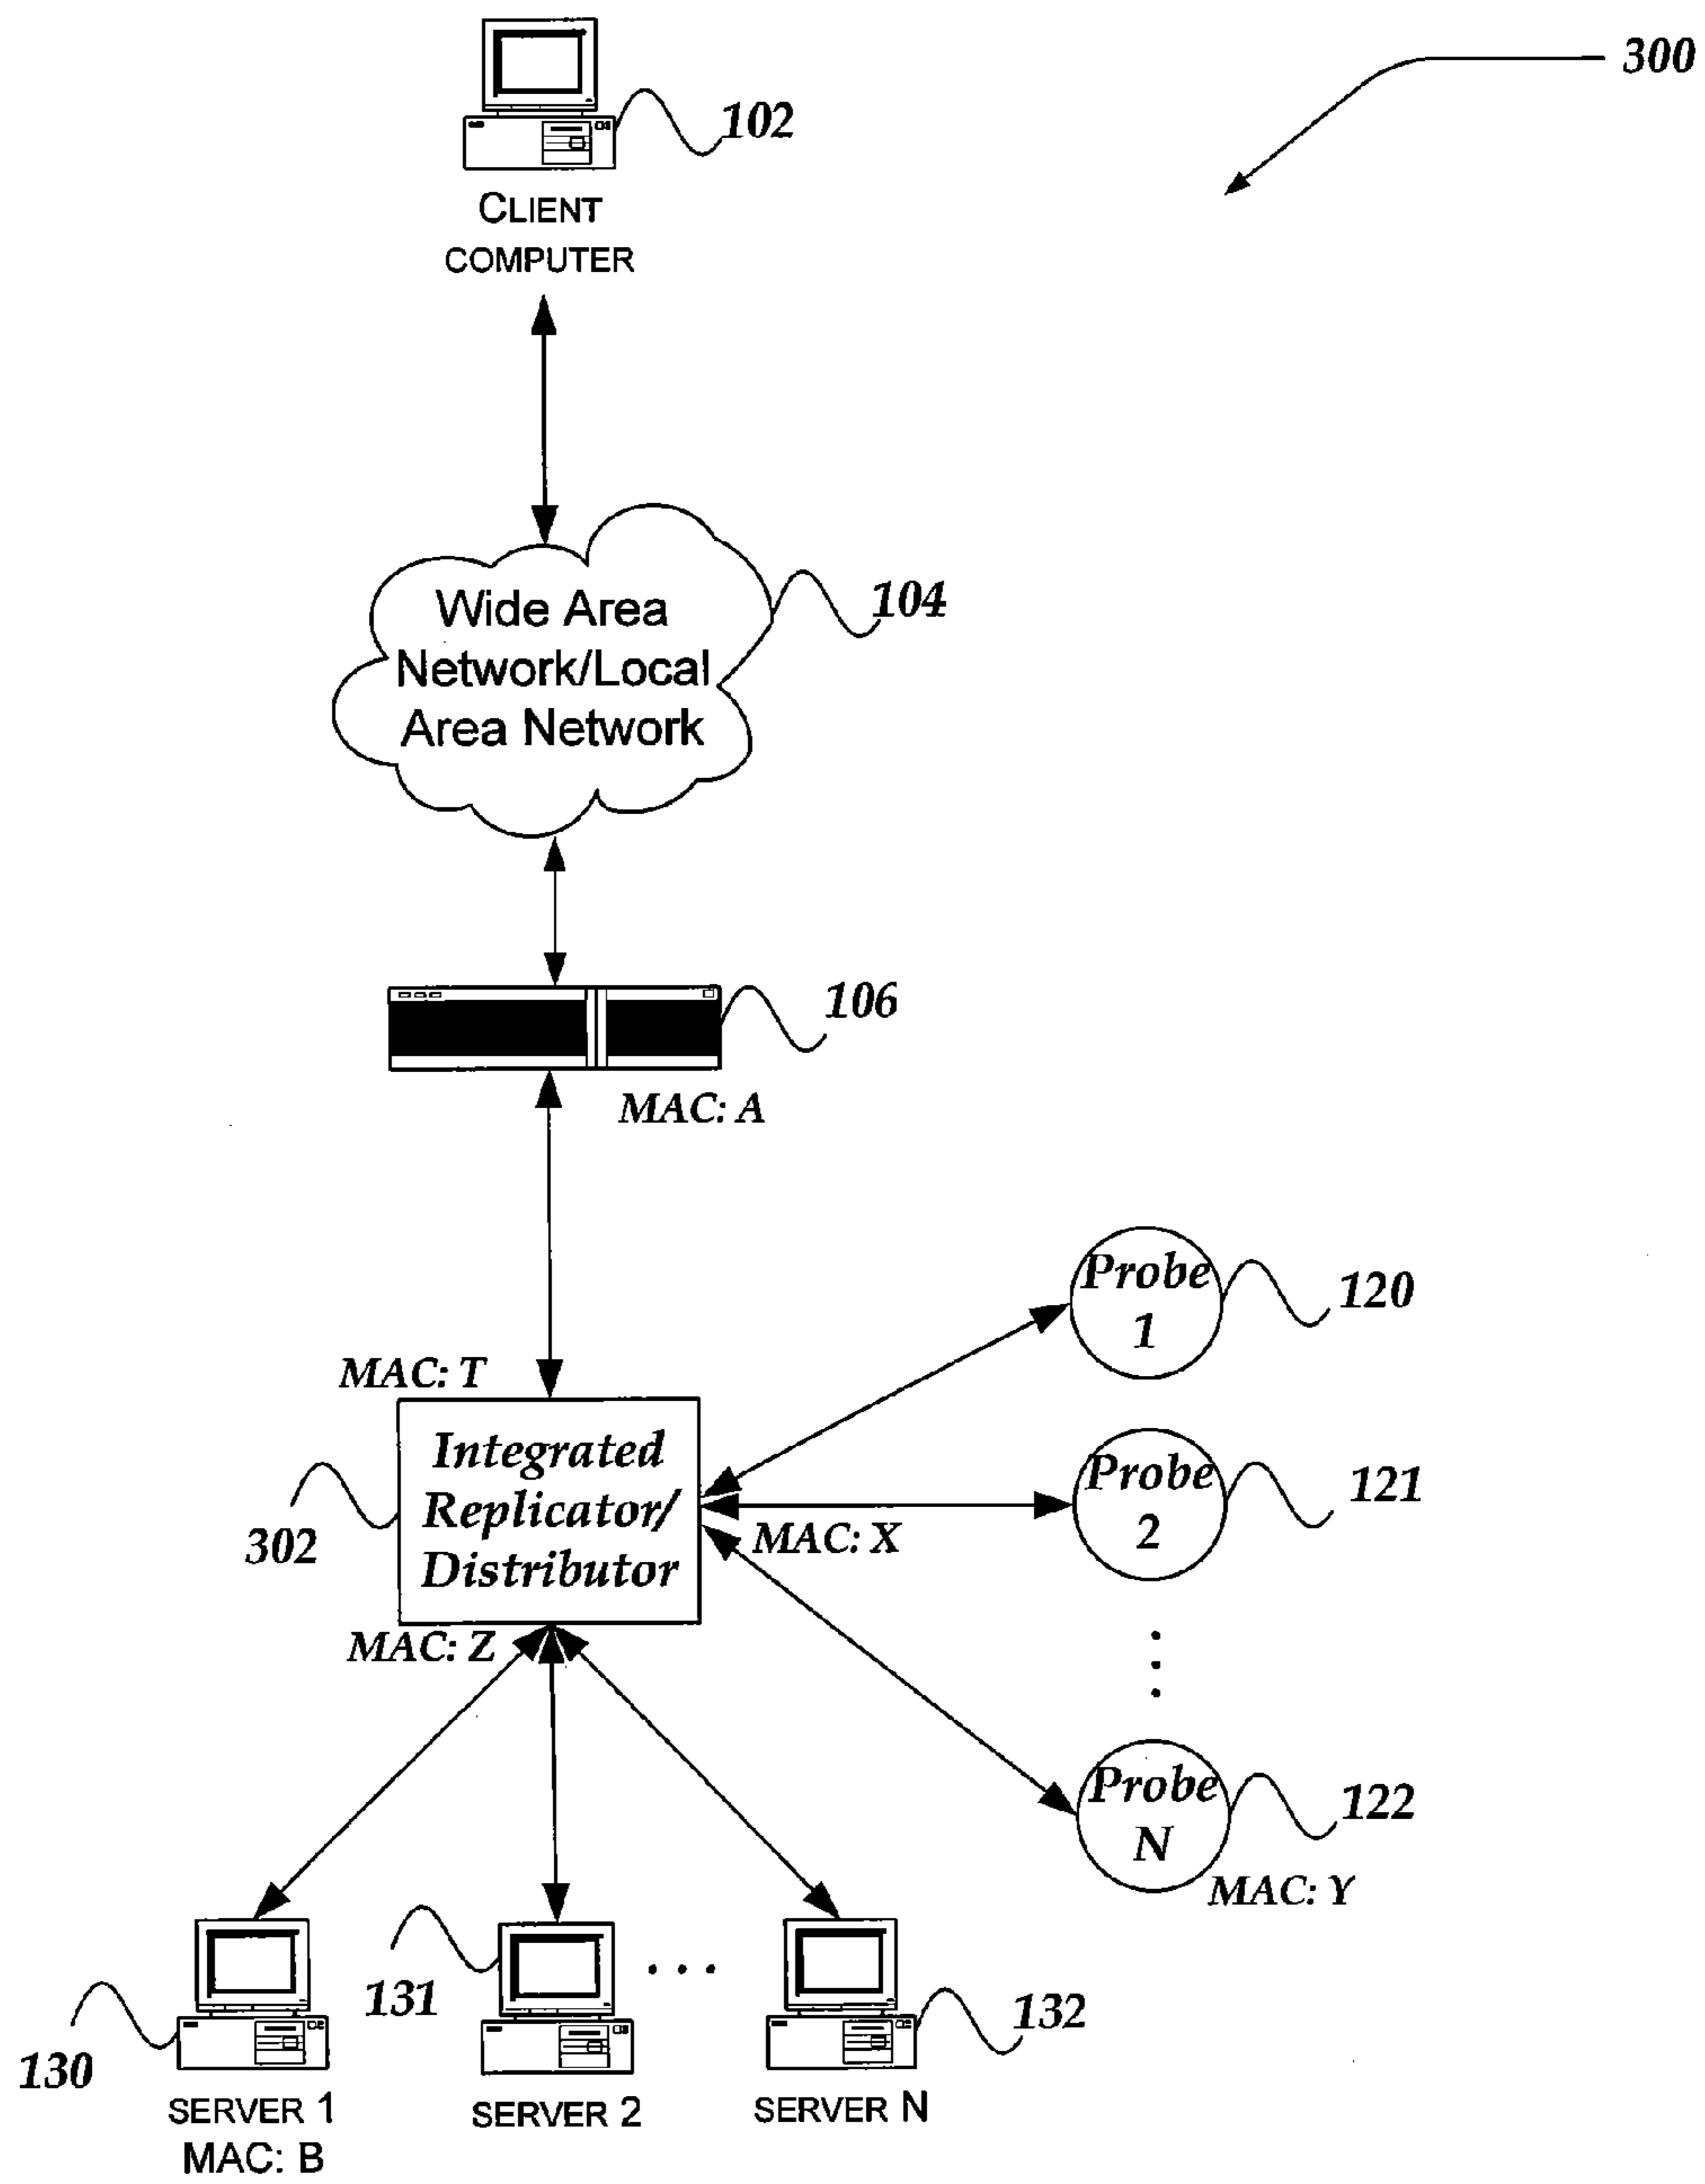 300
102
CLIENT
COMPUTER
104
Wide Area
Network/Local
Area Network
106
MAC: A
Probe
1
120
MAC: T
Integrated
Replicator/
Distributor
302
Probe
2
121
MAC: X
MAC: Z
Probe
N
122
MAC: Y
130
131
132
SERVER 1
MAC: B
SERVER 2
SERVER N